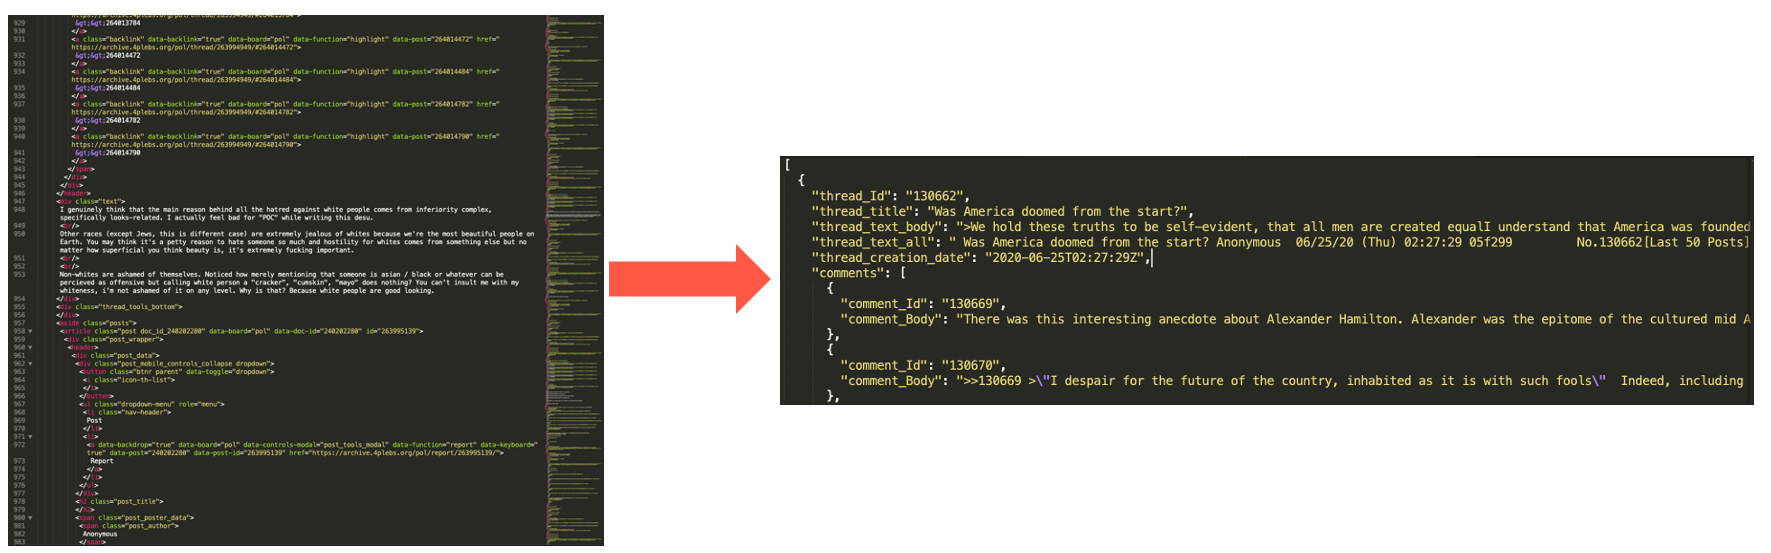 https://archive.4plebs.org/pol/thread/263994949/#264013784">
929 &gt;&gt;264013784
930 </a>
931 <a class="backlink" data-backlink="true" data-board="pol" data-function="highlight" data-post="264014472" href="
https://archive.4plebs.org/pol/thread/263994949/#264014472">
932 &gt;&gt;264014472
933 </a>
934 <a class="backlink" data-backlink="true" data-board="pol" data-function="highlight" data-post="264014484" href="
https://archive.4plebs.org/pol/thread/263994949/#264014484">
935 &gt;&gt;264014484
936 </a>
937 <a class="backlink" data-backlink="true" data-board="pol" data-function="highlight" data-post="264014782" href="
https://archive.4plebs.org/pol/thread/263994949/#264014782">
938 &gt;&gt;264014782
939 </a>
940 <a class="backlink" data-backlink="true" data-board="pol" data-function="highlight" data-post="264014790" href="
https://archive.4plebs.org/pol/thread/263994949/#264014790">
941 &gt;&gt;264014790
942 </a>
943 </span>
944 </div>
945 </div>
946 </header>
947 <div class="text">
948 I genuinely think that the main reason behind all the hatred against white people comes from inferiority complex,
specifically looks-related. I actually feel bad for "POC" while writing this desu.
949 <br/>
950 Other races (except Jews, this is different case) are extremely jealous of whites because we're the most beautiful people on
Earth. You may think it's a petty reason to hate someone so much and hostility for whites comes from something else but no
matter how superficial you think beauty is, it's extremely fucking important.
951 <br/>
952 <br/>
953 Non-whites are ashamed of themselves. Noticed how merely mentioning that someone is asian / black or whatever can be
percieved as offensive but calling white person a "cracker", "cumskin", "mayo" does nothing? You can't insult me with my
whiteness, i'm not ashamed of it on any level. Why is that? Because white people are good looking.
954 </div>
955 <div class="thread_tools_bottom">
956 </div>
957 <aside class="posts">
958 <article class="post doc_id_240202280" data-board="pol" data-doc-id="240202280" id="263995139">
959 <div class="post_wrapper">
960 <header>
961 <div class="post_data">
962 <div class="post_mobile_controls_collapse dropdown">
963 <button class="btnr parent" data-toggle="dropdown">
964 <i class="icon-th-list">
965 </i>
966 </button>
967 <ul class="dropdown-menu" role="menu">
968 <li class="nav-header">
969 Post
970 </li>
971 <li>
972 <a data-backdrop="true" data-board="pol" data-controls-modal="post_tools_modal" data-function="report" data-keyboard="
true" data-post="240202280" data-post-id="263995139" href="https://archive.4plebs.org/pol/report/263995139/">
973 Report
974 </a>
975 </li>
976 </ul>
977 </div>
978 <h2 class="post_title">
979 </h2>
980 <span class="post_poster_data">
981 <span class="post_author">
982 Anonymous
983 </span>
[
{
"thread_Id": "130662",
"thread_title": "Was America doomed from the start?",
"thread_text_body": ">We hold these truths to be self-evident, that all men are created equalI understand that America was founded
"thread_text_all": " Was America doomed from the start? Anonymous 06/25/20 (Thu) 02:27:29 05f299 No.130662[Last 50 Posts]
"thread_creation_date": "2020-06-25T02:27:29Z",
"comments": [
{
"comment_Id": "130669",
"comment_Body": "There was this interesting anecdote about Alexander Hamilton. Alexander was the epitome of the cultured mid A
},
{
"comment_Id": "130670",
"comment_Body": ">>130669 >\"I despair for the future of the country, inhabited as it is with such fools\" Indeed, including
},